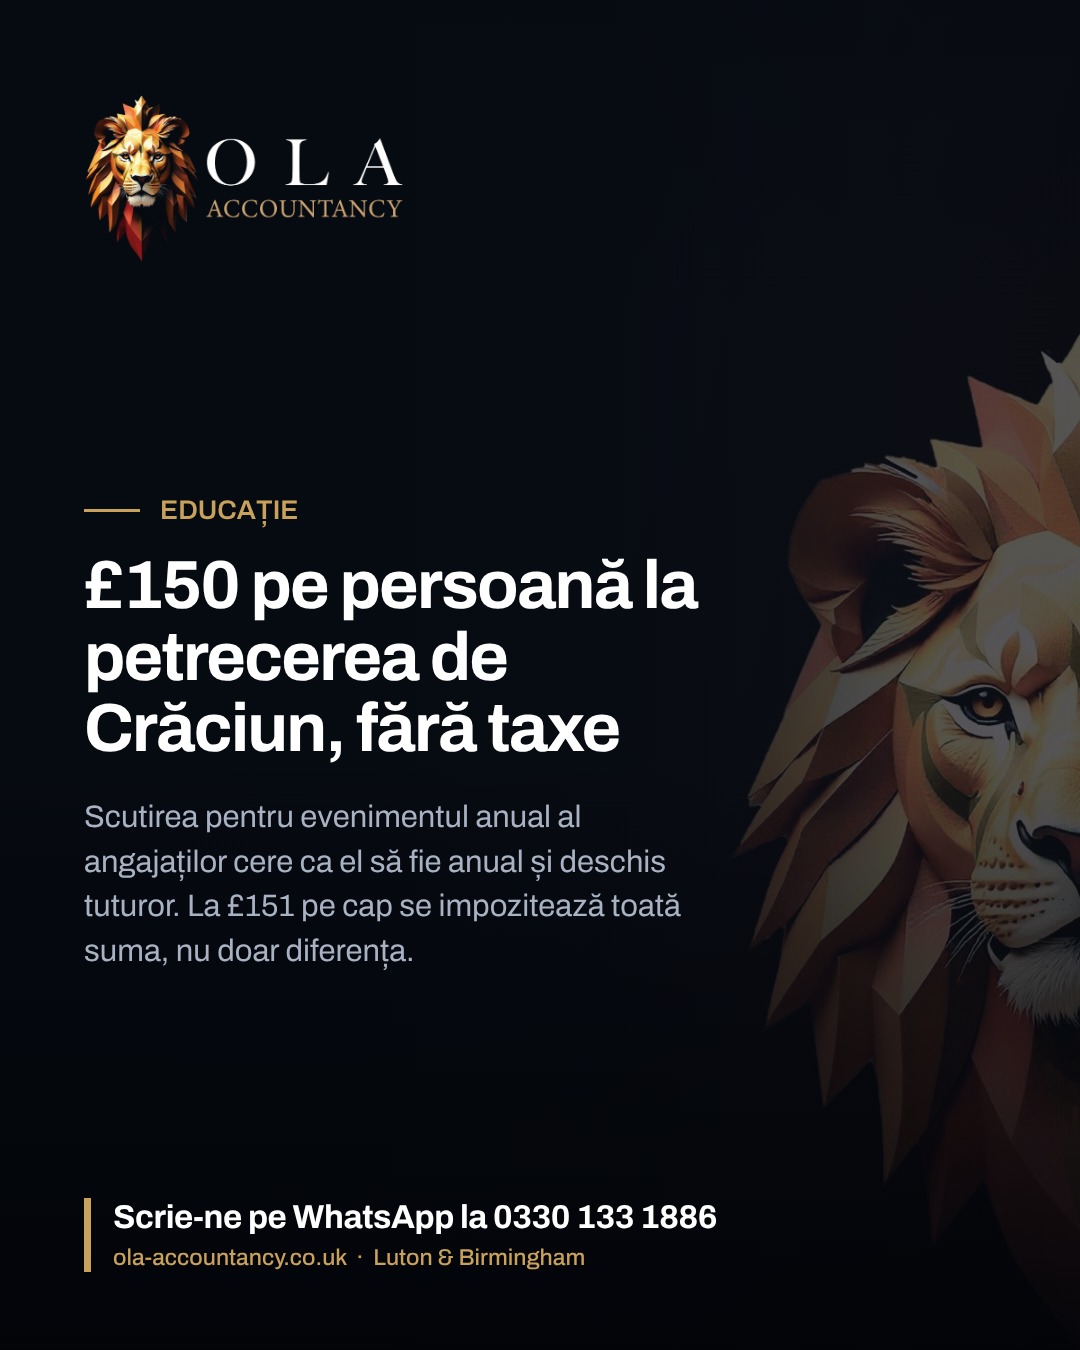 OLA
ACCOUNTANCY
EDUCAȚIE
£150 pe persoană la
petrecerea de
Crăciun, fără taxe
Scutirea pentru evenimentul anual al
angajaților cere ca el să fie anual și deschis
tuturor. La £151 pe cap se impozitează toată
suma, nu doar diferența.
Scrie-ne pe WhatsApp la 0330 133 1886
ola-accountancy.co.uk · Luton & Birmingham